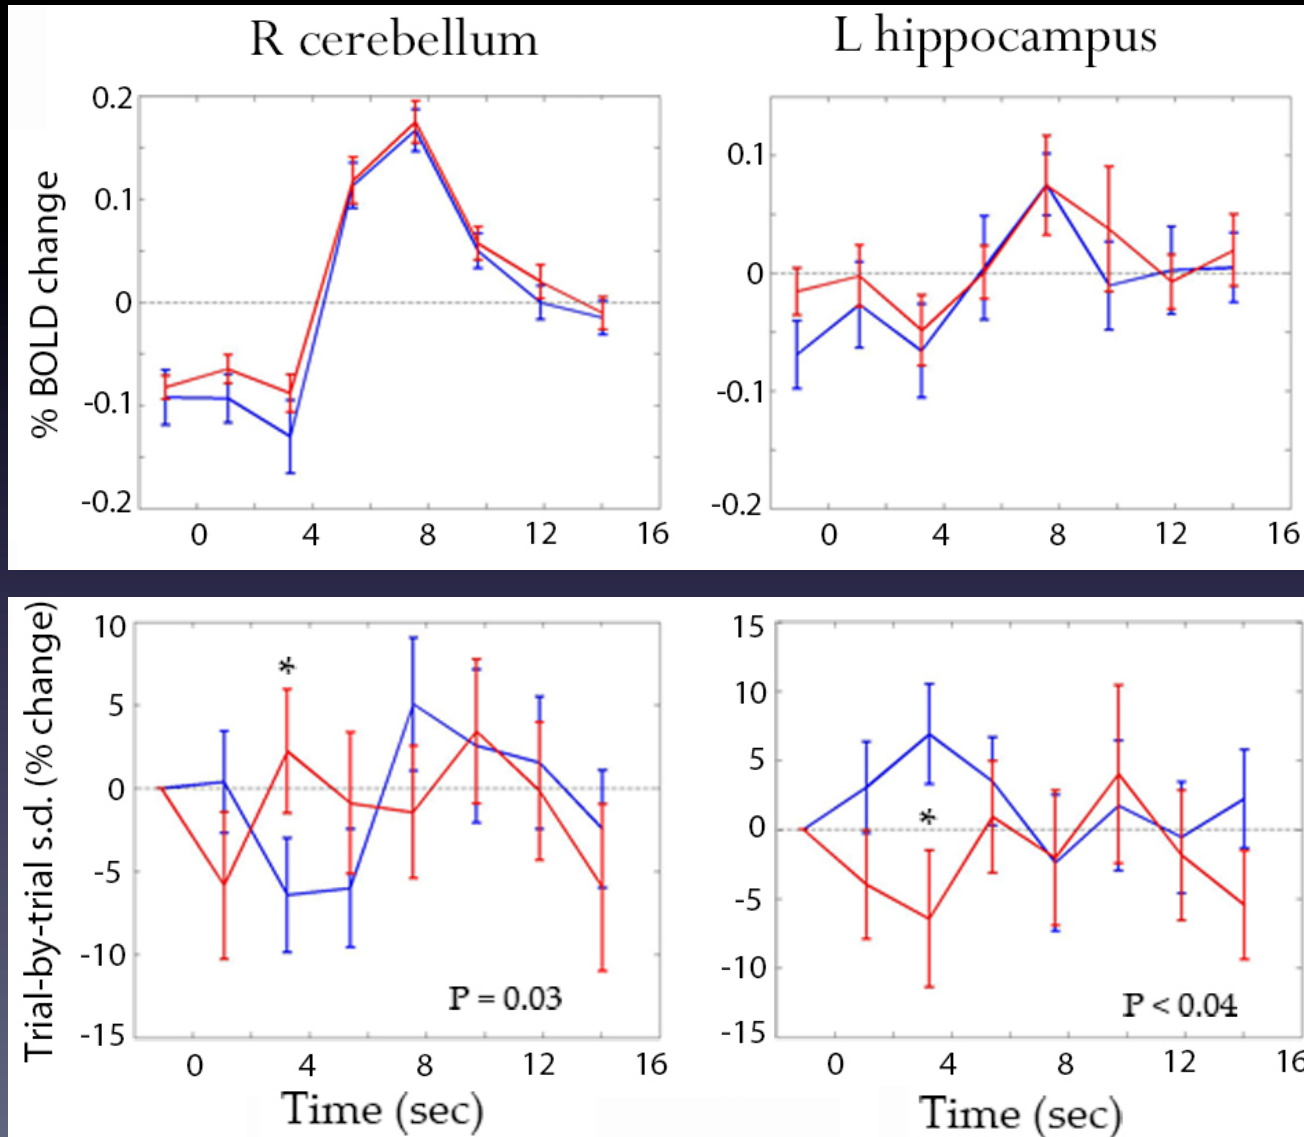 R cerebellum
L hippocampus
% BOLD change
0.2
0.1
0
-0.1
-0.2
0 4 8 12 16
0.1
0
-0.1
-0.2
0 4 8 12 16
Trial-by-trial s.d. (% change)
10
5
0
-5
-10
-15
*
P = 0.03
0 4 8 12 16
Time (sec)
15
10
5
0
-5
-10
-15
*
P < 0.04
0 4 8 12 16
Time (sec)